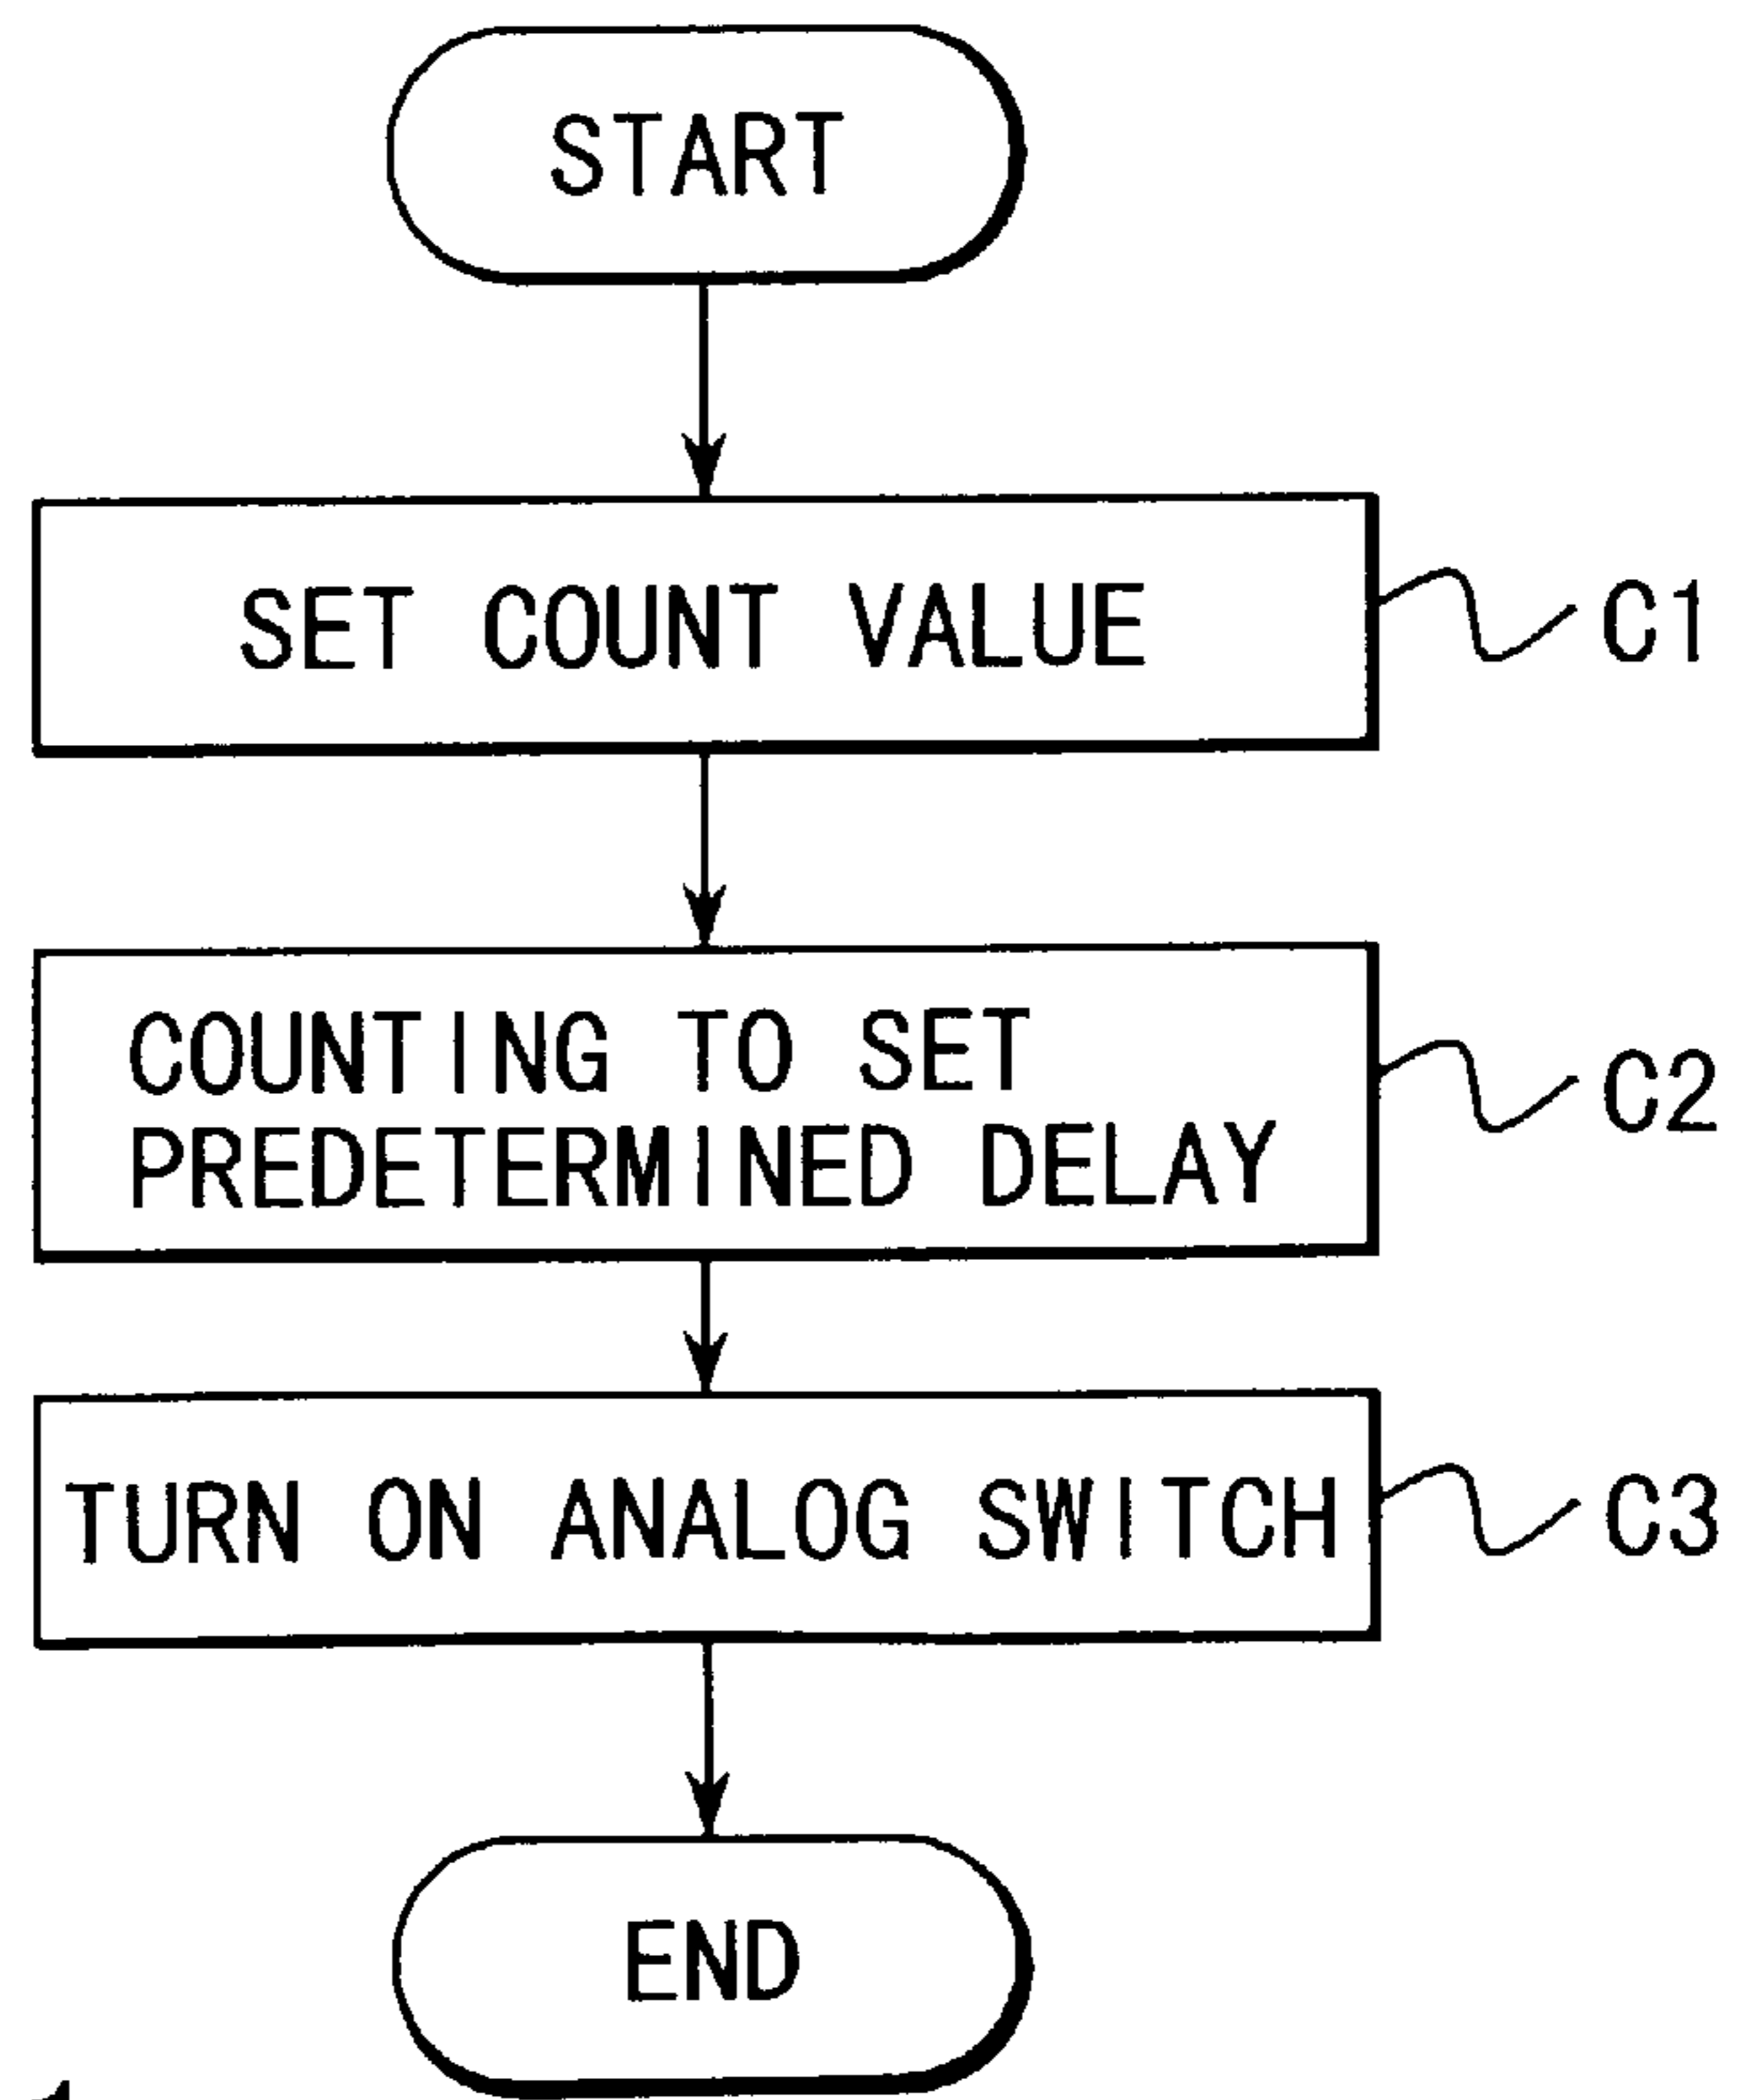 START
SET COUNT VALUE
C1
COUNTING TO SET
PREDETERMINED DELAY
C2
TURN ON ANALOG SWITCH
C3
END